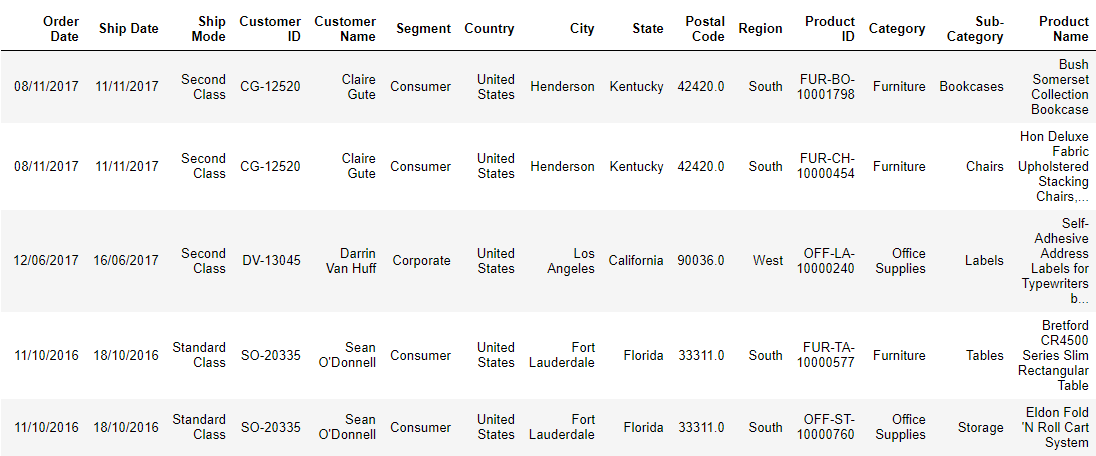 Order Date Ship Date Ship Mode Customer ID Customer Name Segment Country City State Postal Code Region Product ID Category Sub-Category Product Name
08/11/2017 11/11/2017 Second Class CG-12520 Claire Gute Consumer United States Henderson Kentucky 42420.0 South FUR-BO-10001798 Furniture Bookcases Bush Somerset Collection Bookcase
08/11/2017 11/11/2017 Second Class CG-12520 Claire Gute Consumer United States Henderson Kentucky 42420.0 South FUR-CH-10000454 Furniture Chairs Hon Deluxe Fabric Upholstered Stacking Chairs,...
12/06/2017 16/06/2017 Second Class DV-13045 Darrin Van Huff Corporate United States Los Angeles California 90036.0 West OFF-LA-10000240 Office Supplies Labels Self-Adhesive Address Labels for Typewriters b...
11/10/2016 18/10/2016 Standard Class SO-20335 Sean O'Donnell Consumer United States Fort Lauderdale Florida 33311.0 South FUR-TA-10000577 Furniture Tables Bretford CR4500 Series Slim Rectangular Table
11/10/2016 18/10/2016 Standard Class SO-20335 Sean O'Donnell Consumer United States Fort Lauderdale Florida 33311.0 South OFF-ST-10000760 Office Supplies Storage Eldon Fold 'N Roll Cart System